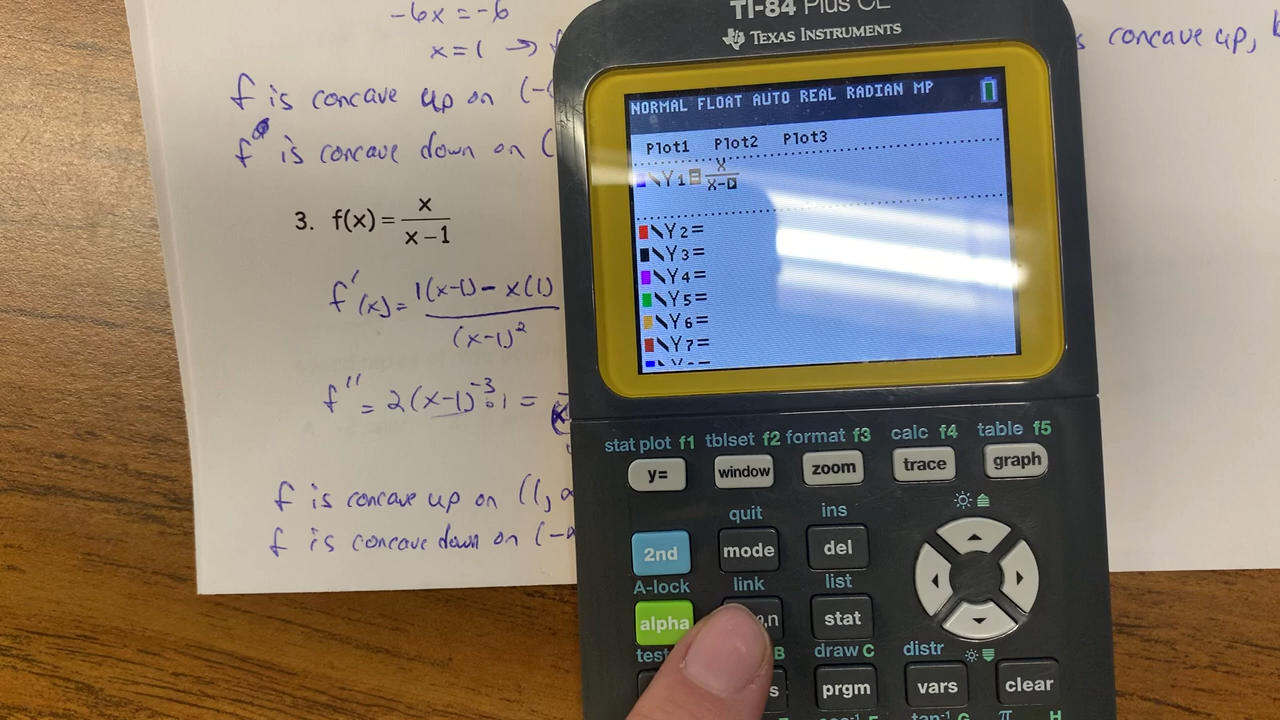 -6x = -6
x = 1 →
s concave up,
f is concave up on (-
f is concave down on (
3. f(x) = x / (x - 1)
f'(x) = 1(x-1) - x(1) / (x-1)²
f'' = 2(x-1)⁻³·1 =
f is concave up on (1, ∞
f is concave down on (-∞
TI-84 Plus CE
TEXAS INSTRUMENTS
NORMAL FLOAT AUTO REAL RADIAN MP
Plot1 Plot2 Plot3
\Y1= X / X-
\Y2=
\Y3=
\Y4=
\Y5=
\Y6=
\Y7=
stat plot f1 tblset f2 format f3 calc f4 table f5
y= window zoom trace graph
quit ins
2nd mode del
A-lock link list
alpha ,n stat
test B draw C distr
s prgm vars clear
tan⁻¹ G π H